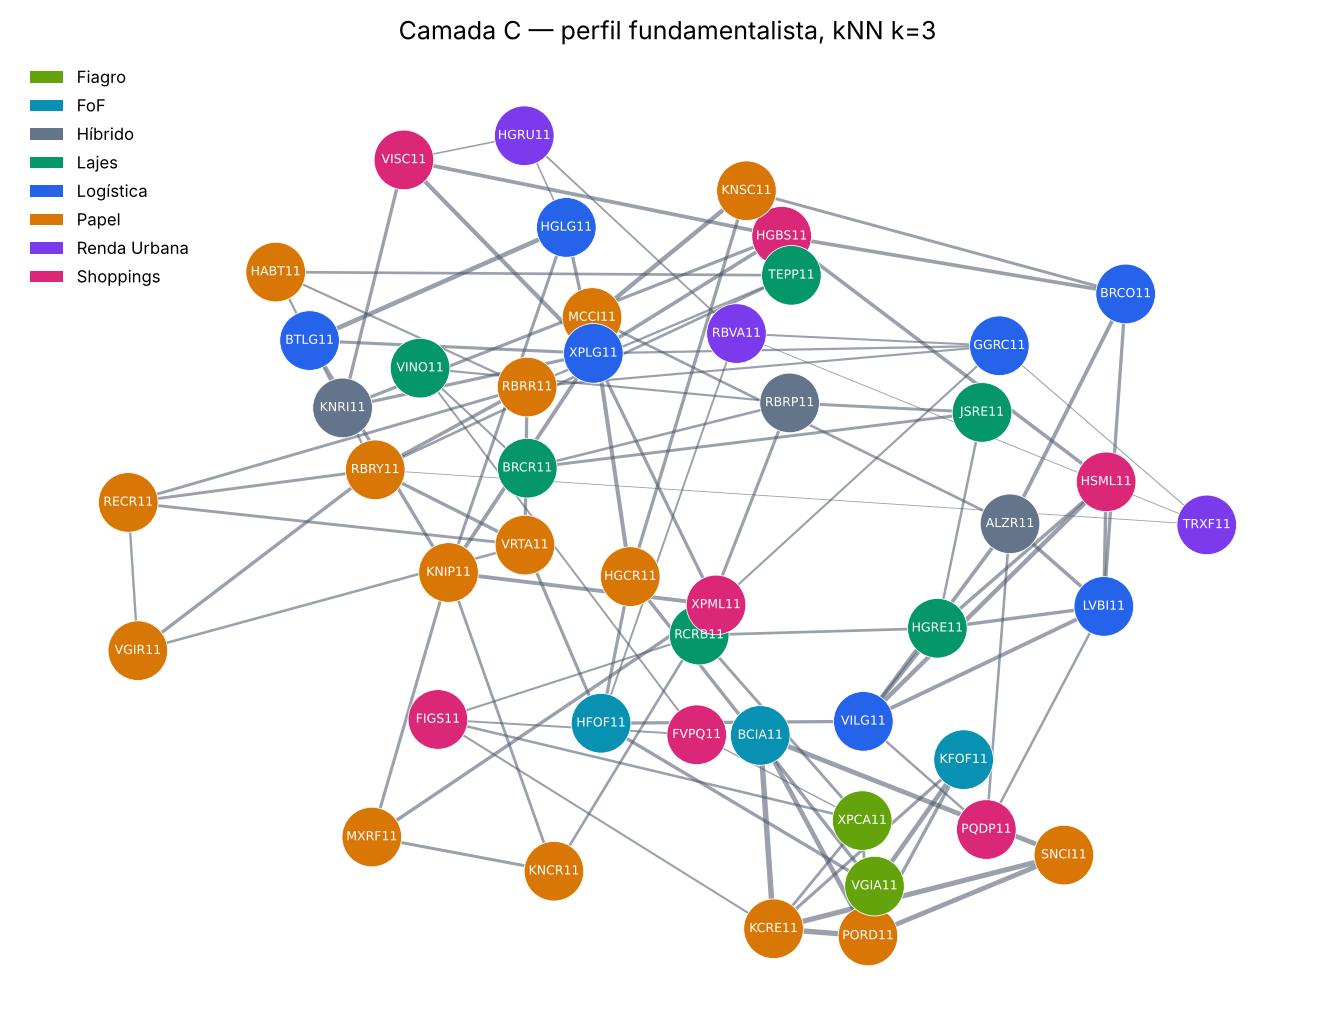 Camada C — perfil fundamentalista, kNN k=3
Fiagro
FoF
Híbrido
Lajes
Logística
Papel
Renda Urbana
Shoppings
HGRU11
VISC11
KNSC11
HGLG11
HGBS11
HABT11
TEPP11
BRCO11
MCCI11
RBVA11
BTLG11
GGRC11
XPLG11
VINO11
RBRR11
KNRI11
RBRP11
JSRE11
RBRY11
BRCR11
HSML11
RECR11
ALZR11
TRXF11
VRTA11
KNIP11
HGCR11
XPML11
LVBI11
HGRE11
RCRB11
VGIR11
FIGS11
HFOF11
VILG11
FVPQ11
BCIA11
KFOF11
XPCA11
PQDP11
MXRF11
SNCI11
KNCR11
VGIA11
KCRE11
PORD11